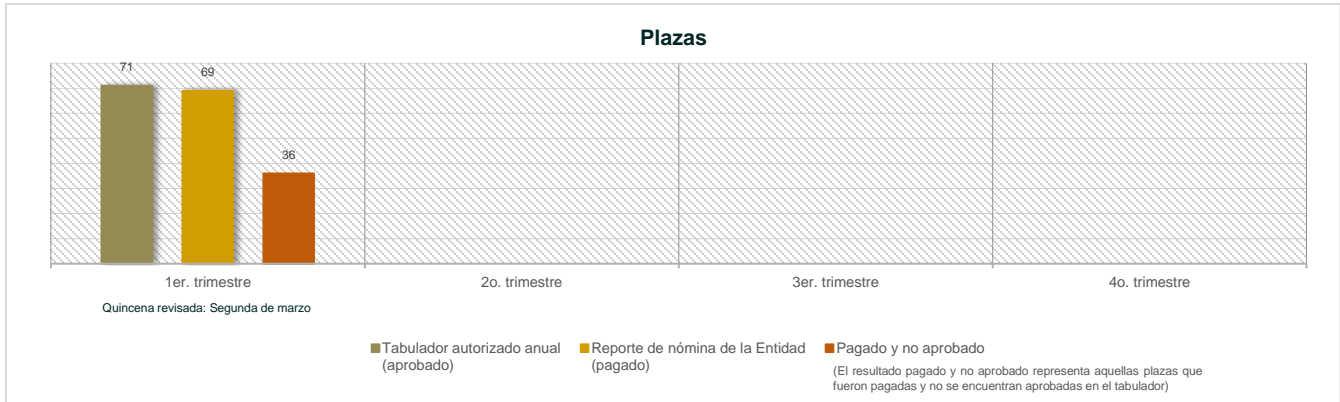 Plazas
71
69
36
1er. trimestre
2o. trimestre
3er. trimestre
4o. trimestre
Quincena revisada: Segunda de marzo
Tabulador autorizado anual
(aprobado)
Reporte de nómina de la Entidad
(pagado)
Pagado y no aprobado
(El resultado pagado y no aprobado representa aquellas plazas que
fueron pagadas y no se encuentran aprobadas en el tabulador)